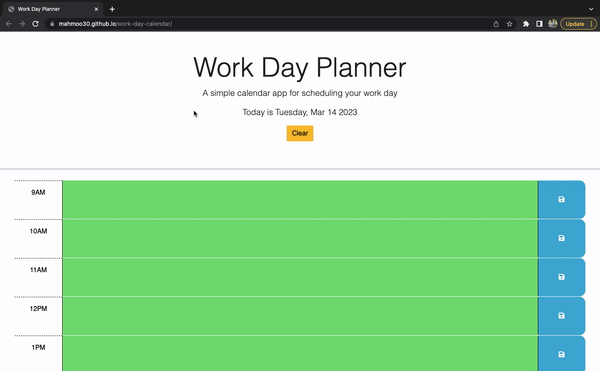 Work Day Planner
mahmoo30.github.io/work-day-calendar/
Update
Work Day Planner
A simple calendar app for scheduling your work day
Today is Tuesday, Mar 14 2023
Clear
9AM
10AM
11AM
12PM
1PM